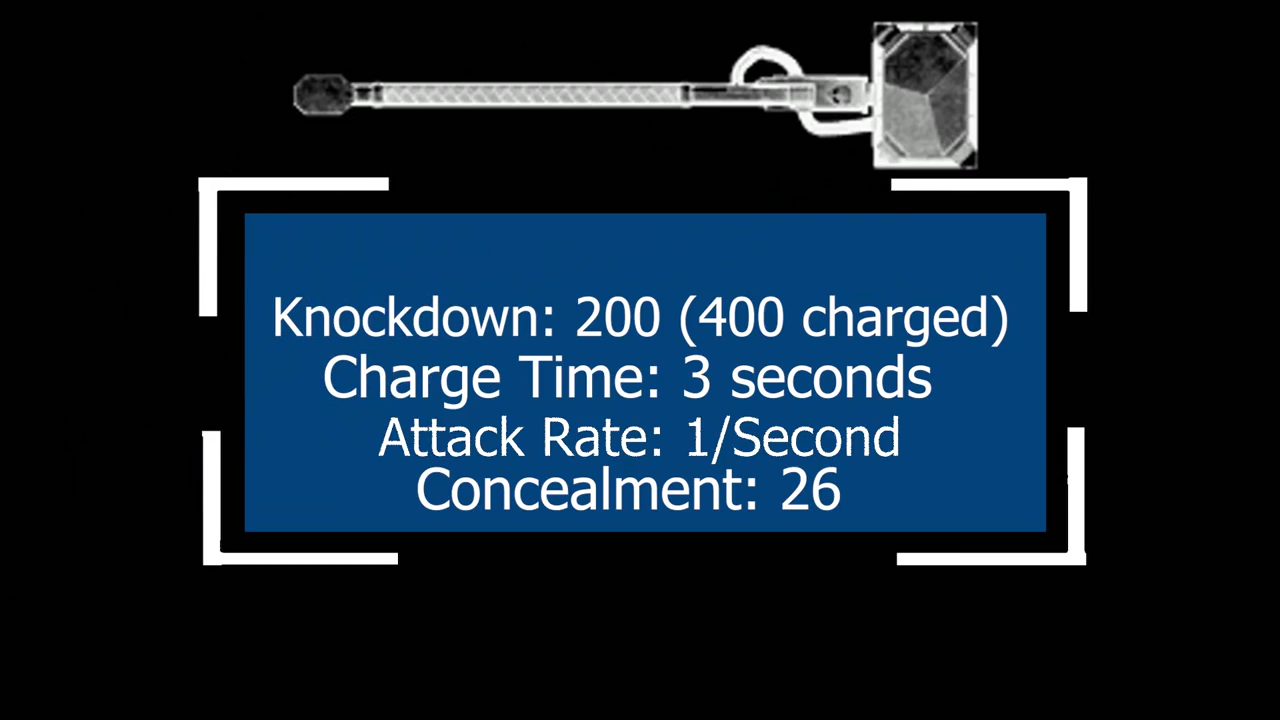 Knockdown: 200 (400 charged)
Charge Time: 3 seconds
Attack Rate: 1/Second
Concealment: 26